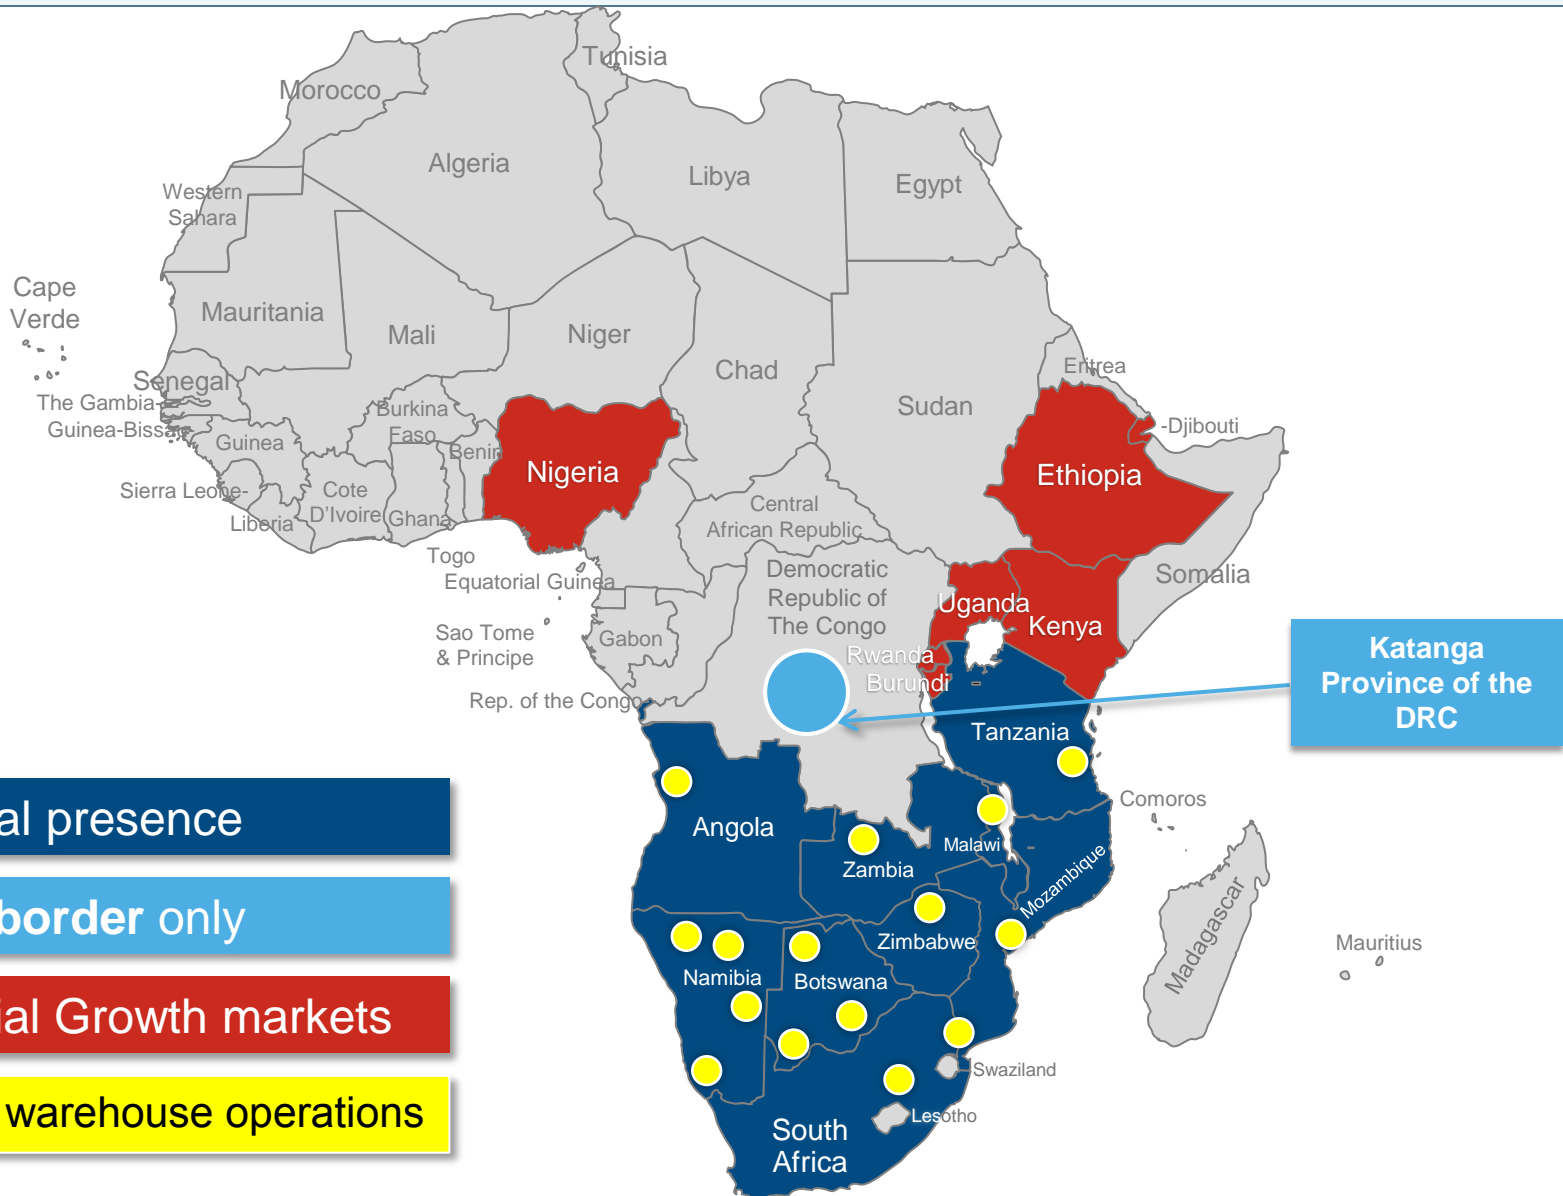 Tunisia
Morocco
Algeria
Libya
Egypt
Western
Sahara
Cape
Verde
Mauritania
Mali
Niger
Chad
Sudan
Eritrea
Senegal
The Gambia-
Guinea-Bissau
Burkina
Faso
-Djibouti
Guinea
Benin
Nigeria
Ethiopia
Sierra Leone-
Cote
D'Ivoire
Ghana
Liberia
Central
African Republic
Togo
Equatorial Guinea
Democratic
Republic of
The Congo
Somalia
Uganda
Kenya
Sao Tome
& Principe
Gabon
Rwanda
Burundi
Rep. of the Congo
Katanga
Province of the
DRC
Tanzania
al presence
Angola
Comoros
Malawi
Zambia
Mozambique
border only
Zimbabwe
Madagascar
Mauritius
Namibia
Botswana
ial Growth markets
Swaziland
warehouse operations
Lesotho
South
Africa